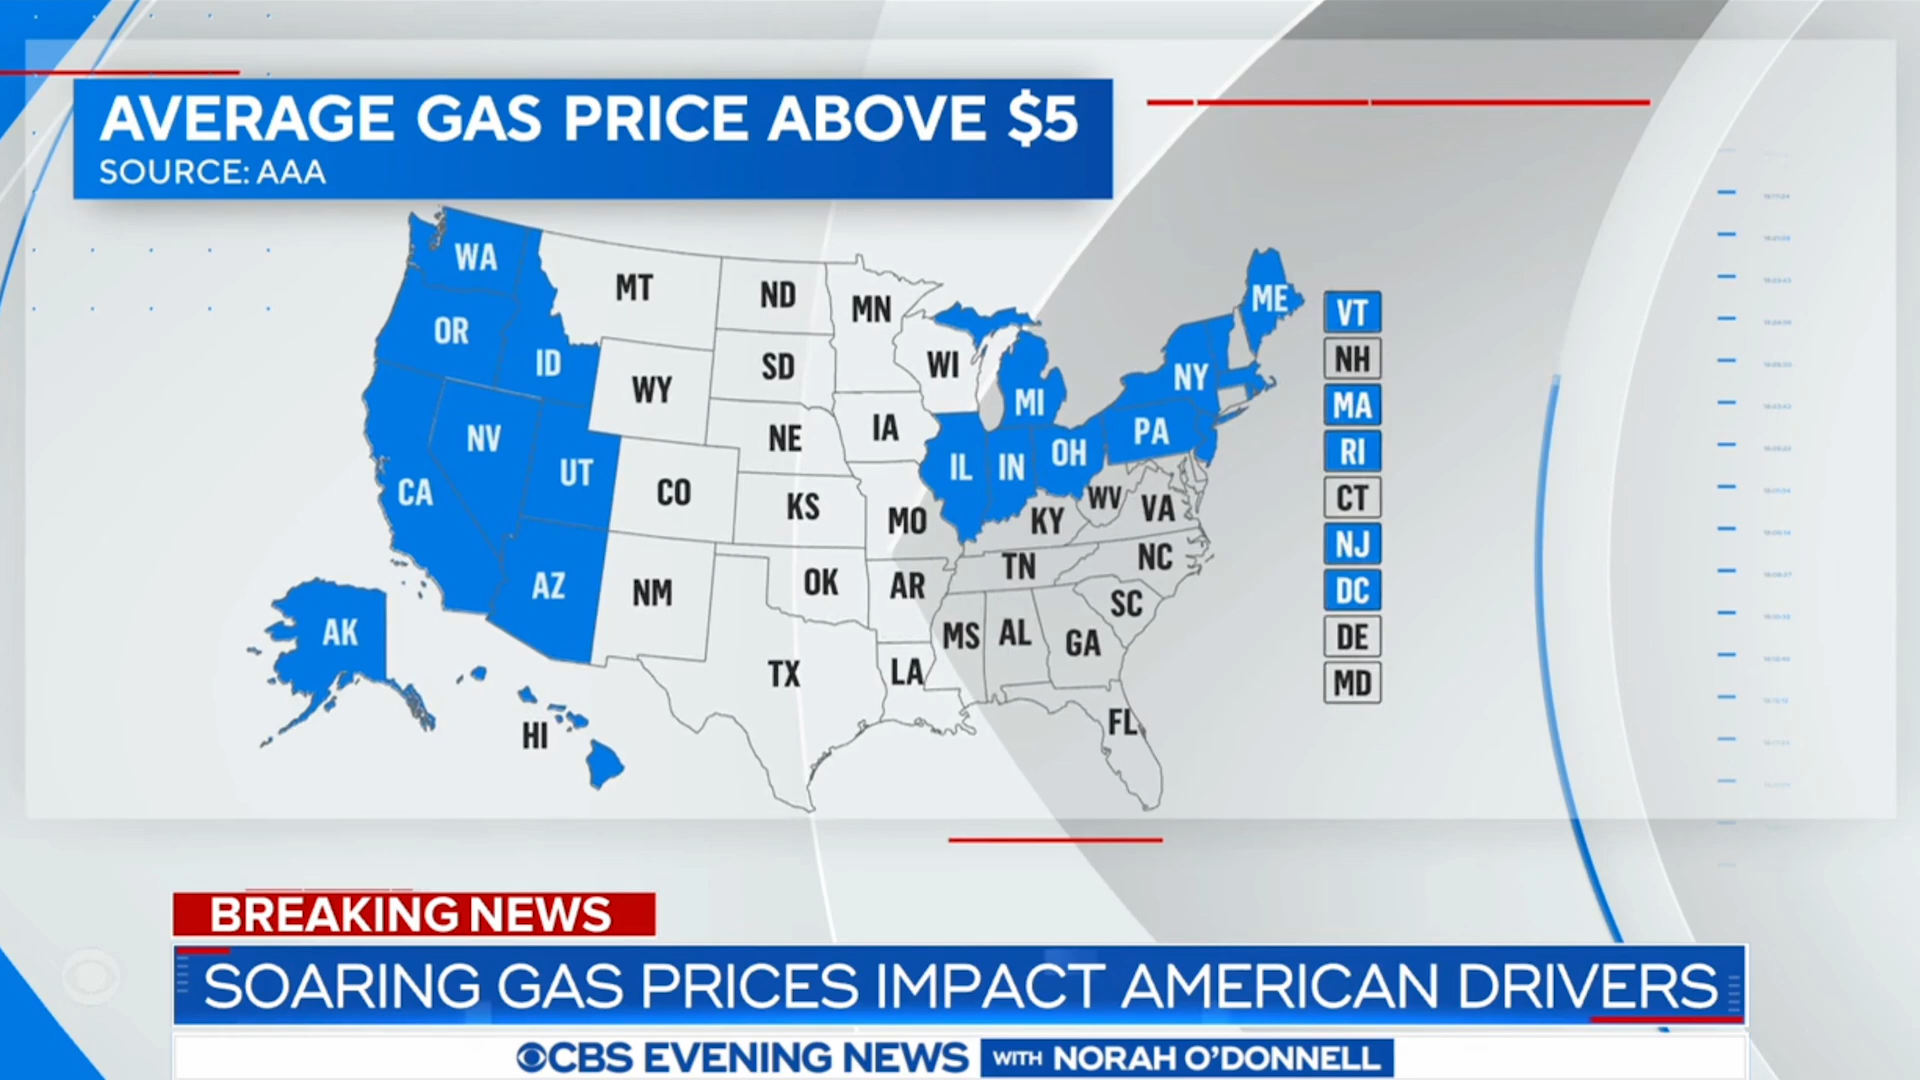 AVERAGE GAS PRICE ABOVE $5
SOURCE: AAA
WA
MT
ND
MN
ME
VT
OR
ID
WY
SD
WI
MI
NY
NH
MA
NV
UT
CO
NE
IA
IL
IN
OH
PA
RI
CA
KS
MO
KY
WV
VA
CT
AZ
NM
OK
AR
TN
NC
NJ
AK
TX
LA
MS
AL
GA
SC
DC
HI
FL
DE
MD
BREAKING NEWS
SOARING GAS PRICES IMPACT AMERICAN DRIVERS
CBS EVENING NEWS WITH NORAH O'DONNELL